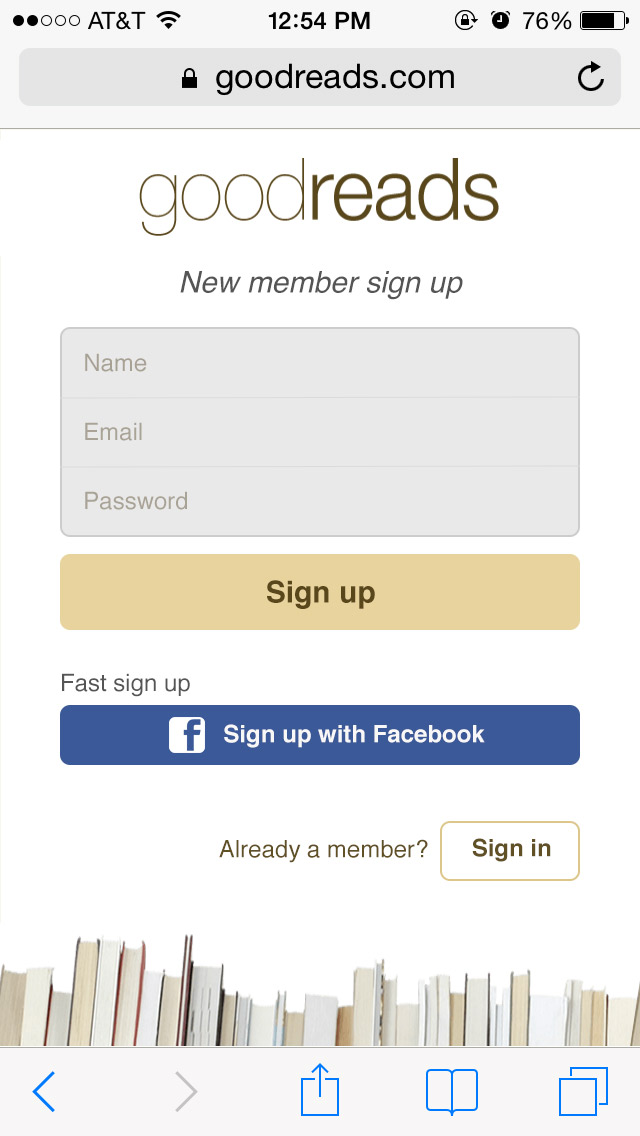 AT&T 12:54 PM 76%
goodreads.com
goodreads
New member sign up
Name
Email
Password
Sign up
Fast sign up
f Sign up with Facebook
Already a member? Sign in